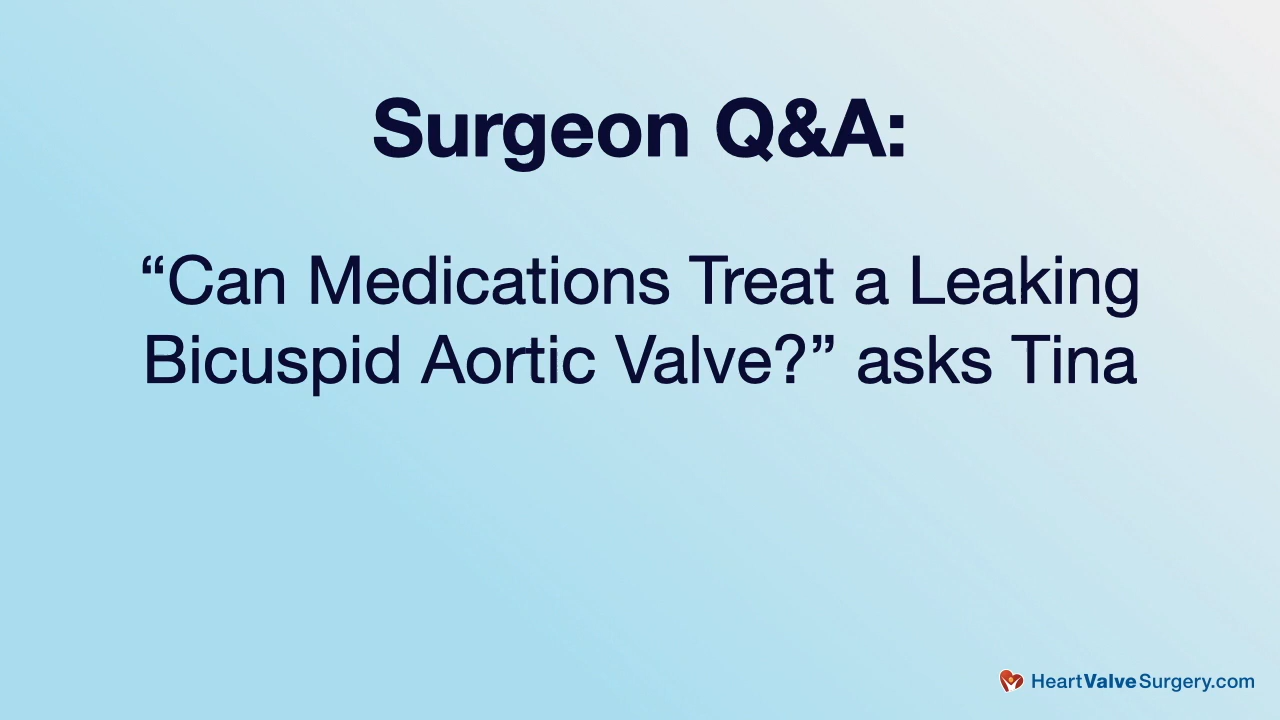 Surgeon Q&A:
“Can Medications Treat a Leaking
Bicuspid Aortic Valve?” asks Tina
HeartValveSurgery.com